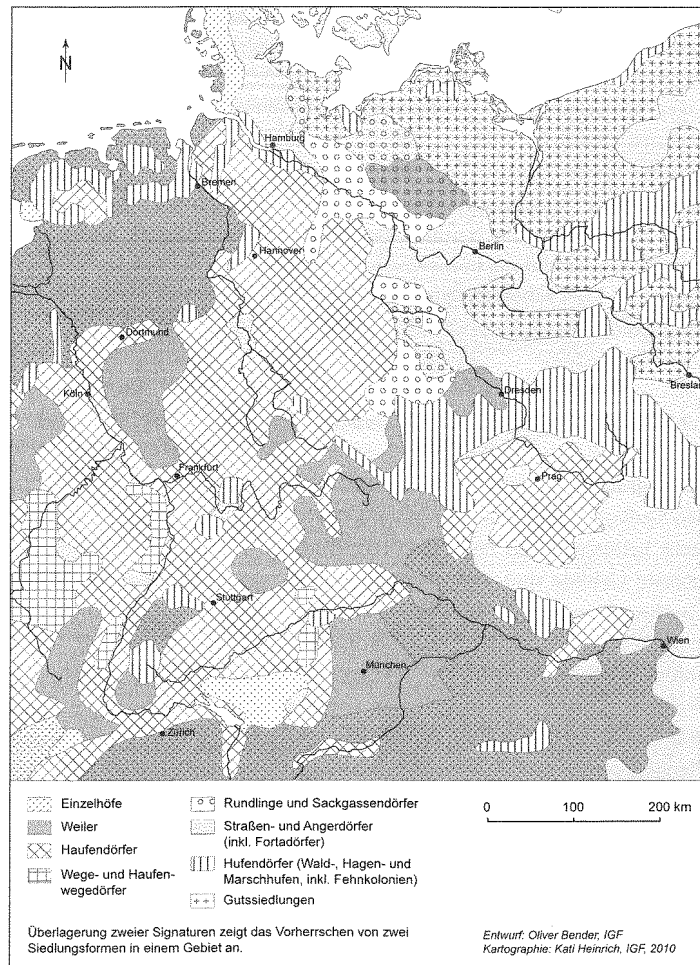 N
Hamburg
Bremen
Hannover
Berlin
Dortmund
Köln
Dresden
Breslau
Frankfurt
Prag
Stuttgart
Wien
München
Zürich
Einzelhöfe
Weiler
Haufendörfer
Wege- und Haufen-
wegedörfer
Rundlinge und Sackgassendörfer
Straßen- und Angerdörfer
(inkl. Fortadörfer)
Hufendörfer (Wald-, Hagen- und
Marschhufen, inkl. Fehnkolonien)
Gutssiedlungen
0 100 200 km
Überlagerung zweier Signaturen zeigt das Vorherrschen von zwei
Siedlungsformen in einem Gebiet an.
Entwurf: Oliver Bender, IGF
Kartographie: Kati Heinrich, IGF, 2010